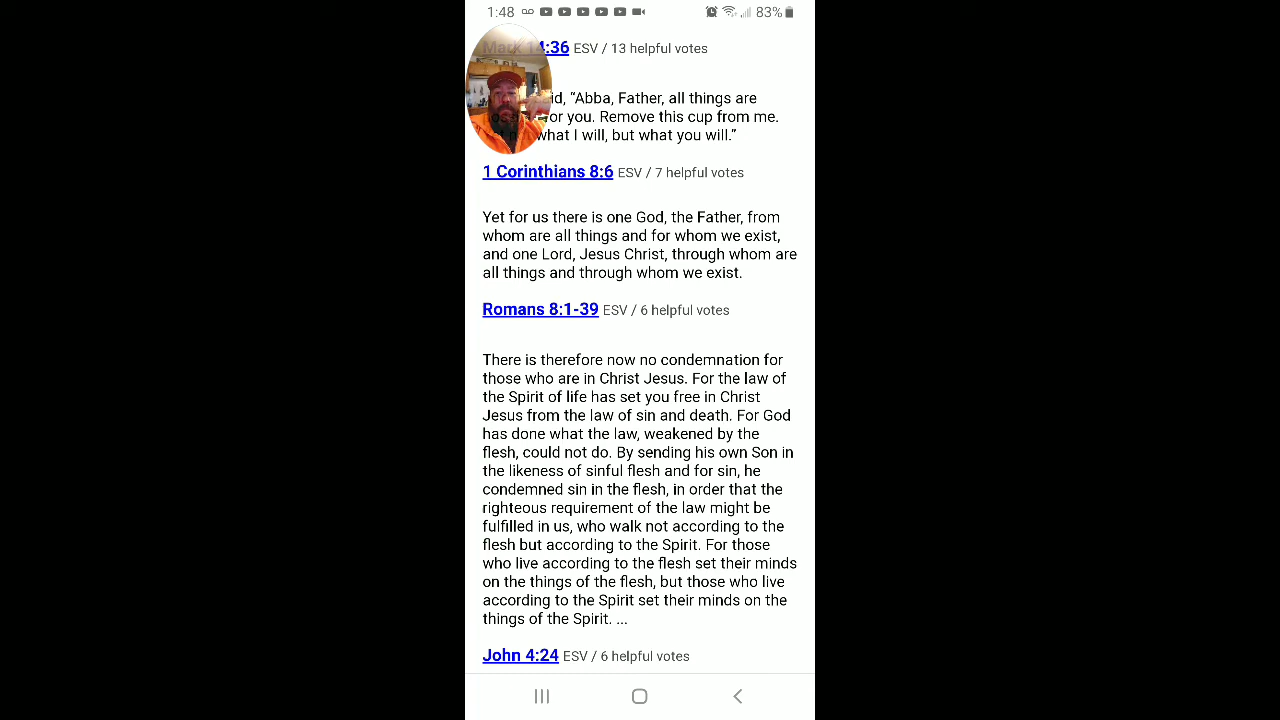 1:48 83%
14:36 ESV / 13 helpful votes
id, “Abba, Father, all things are
or you. Remove this cup from me.
what I will, but what you will.”
1 Corinthians 8:6 ESV / 7 helpful votes
Yet for us there is one God, the Father, from
whom are all things and for whom we exist,
and one Lord, Jesus Christ, through whom are
all things and through whom we exist.
Romans 8:1-39 ESV / 6 helpful votes
There is therefore now no condemnation for
those who are in Christ Jesus. For the law of
the Spirit of life has set you free in Christ
Jesus from the law of sin and death. For God
has done what the law, weakened by the
flesh, could not do. By sending his own Son in
the likeness of sinful flesh and for sin, he
condemned sin in the flesh, in order that the
righteous requirement of the law might be
fulfilled in us, who walk not according to the
flesh but according to the Spirit. For those
who live according to the flesh set their minds
on the things of the flesh, but those who live
according to the Spirit set their minds on the
things of the Spirit. ...
John 4:24 ESV / 6 helpful votes